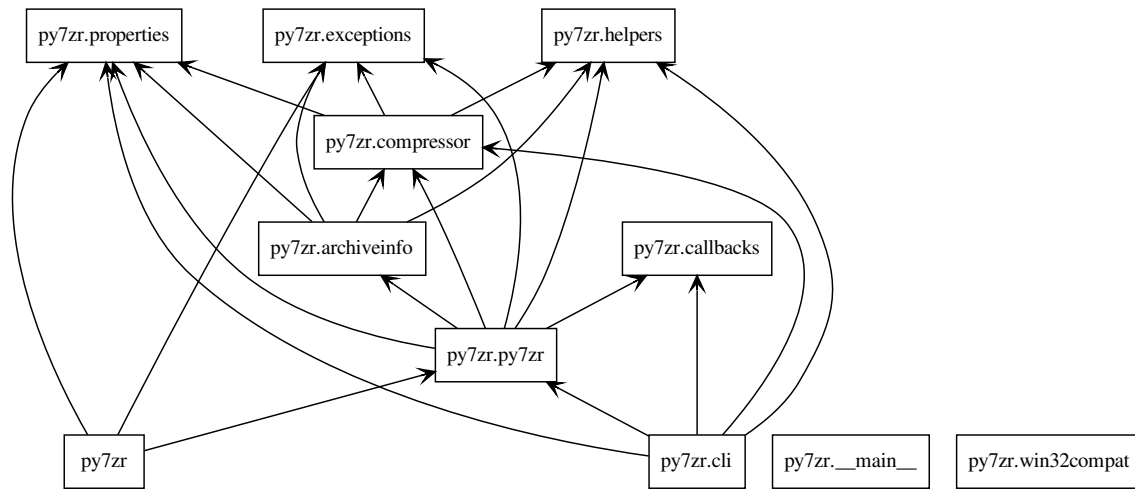 py7zr.properties
py7zr.exceptions
py7zr.helpers
py7zr.compressor
py7zr.archiveinfo
py7zr.callbacks
py7zr.py7zr
py7zr
py7zr.cli
py7zr.__main__
py7zr.win32compat